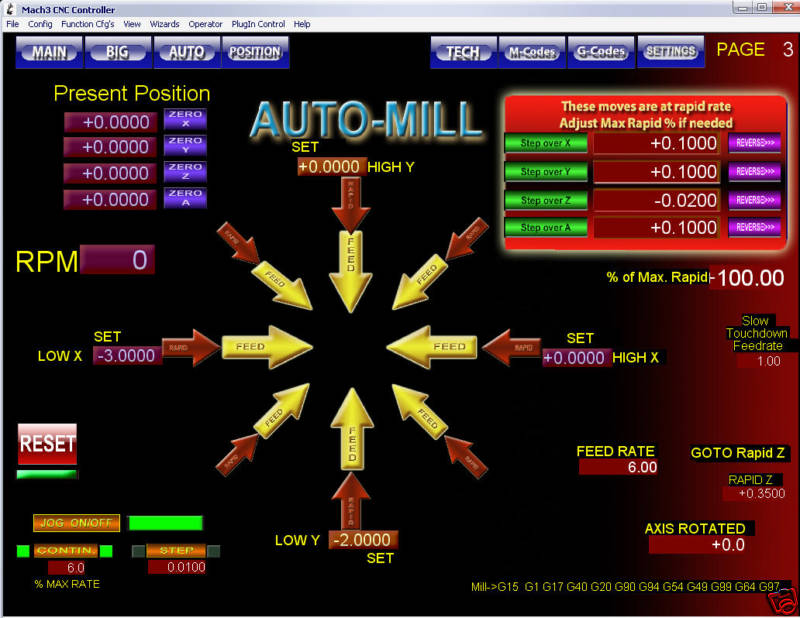 Mach3 CNC Controller
File Config Function Cfg's View Wizards Operator PlugIn Control Help
MAIN BIG AUTO POSITION TECH M-Codes G-Codes SETTINGS PAGE 3
Present Position
+0.0000 ZERO X
+0.0000 ZERO Y
+0.0000 ZERO Z
+0.0000 ZERO A
AUTO-MILL
These moves are at rapid rate
Adjust Max Rapid % if needed
Step over X +0.1000 REVERSE>>>
Step over Y +0.1000 REVERSE>>>
Step over Z -0.0200 REVERSE>>>
Step over A +0.1000 REVERSE>>>
SET
+0.0000 HIGH Y
RAPID
FEED
RAPID
FEED
RAPID
FEED
RPM 0
% of Max. Rapid -100.00
Slow
Touchdown
Feedrate
1.00
SET
LOW X -3.0000 RAPID FEED
FEED RAPID
SET
+0.0000 HIGH X
FEED
RAPID
FEED
RAPID
FEED
RAPID
LOW Y -2.0000
SET
RESET
FEED RATE
6.00
GOTO Rapid Z
RAPID Z
+0.3500
AXIS ROTATED
+0.0
JOG ON/OFF
CONTIN. STEP
6.0 0.0100
% MAX RATE
Mill->G15 G1 G17 G40 G20 G90 G94 G54 G49 G99 G64 G97